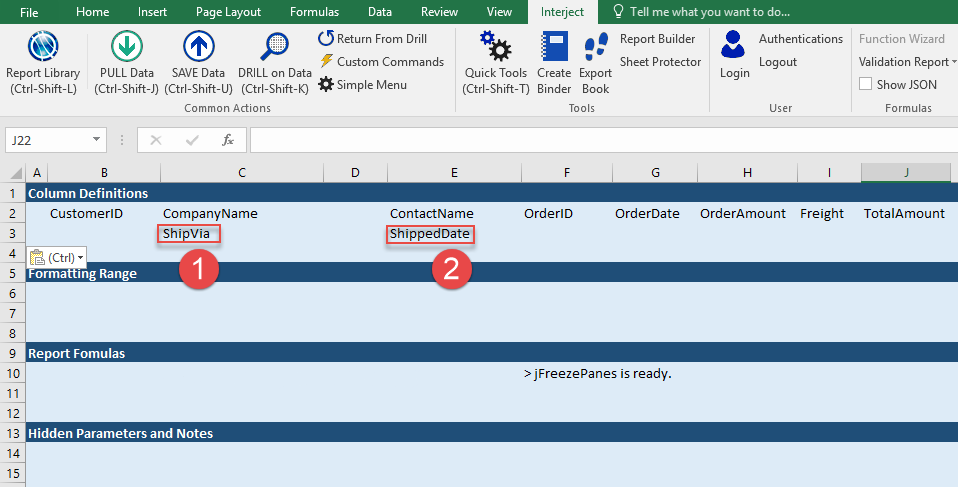 File Home Insert Page Layout Formulas Data Review View Interject Tell me what you want to do...
Report Library (Ctrl-Shift-L)
PULL Data (Ctrl-Shift-J)
SAVE Data (Ctrl-Shift-U)
DRILL on Data (Ctrl-Shift-K)
Return From Drill
Custom Commands
Simple Menu
Common Actions
Quick Tools (Ctrl-Shift-T)
Create Binder
Export Book
Report Builder
Sheet Protector
Tools
Login
Authentications
Logout
User
Function Wizard
Validation Report
Show JSON
Formulas
J22 fx
A B C D E F G H I J
1 Column Definitions
2 CustomerID CompanyName ContactName OrderID OrderDate OrderAmount Freight TotalAmount
3 ShipVia ShippedDate
4 (Ctrl) 1 2
5 Formatting Range
6
7
8
9 Report Fomulas
10 > jFreezePanes is ready.
11
12
13 Hidden Parameters and Notes
14
15